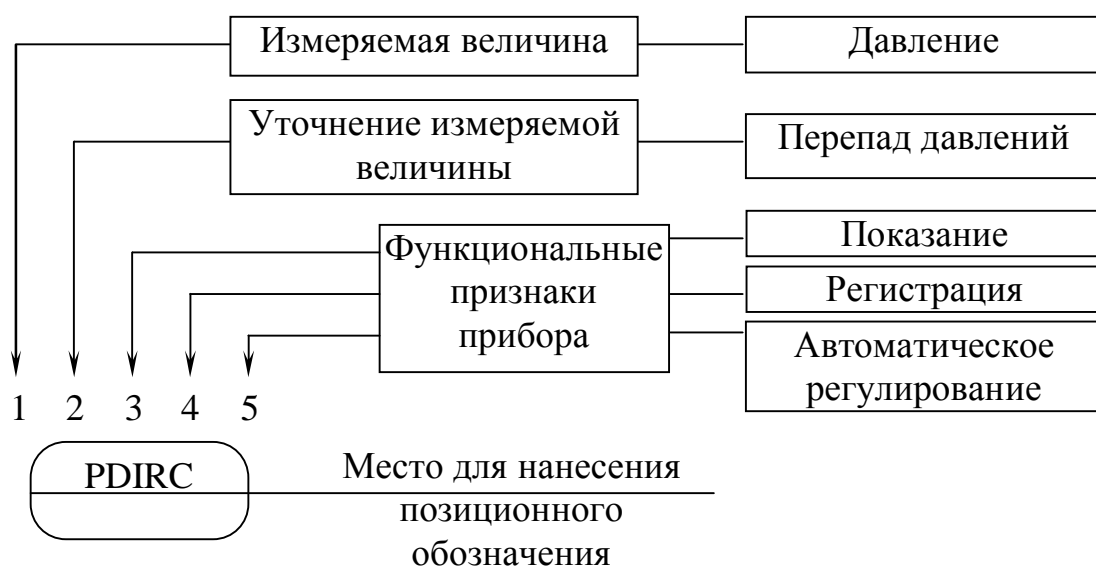 Измеряемая величина
Давление
Уточнение измеряемой
величины
Перепад давлений
Функциональные
признаки
прибора
Показание
Регистрация
Автоматическое
регулирование
1 2 3 4 5
PDIRC
Место для нанесения
позиционного
обозначения